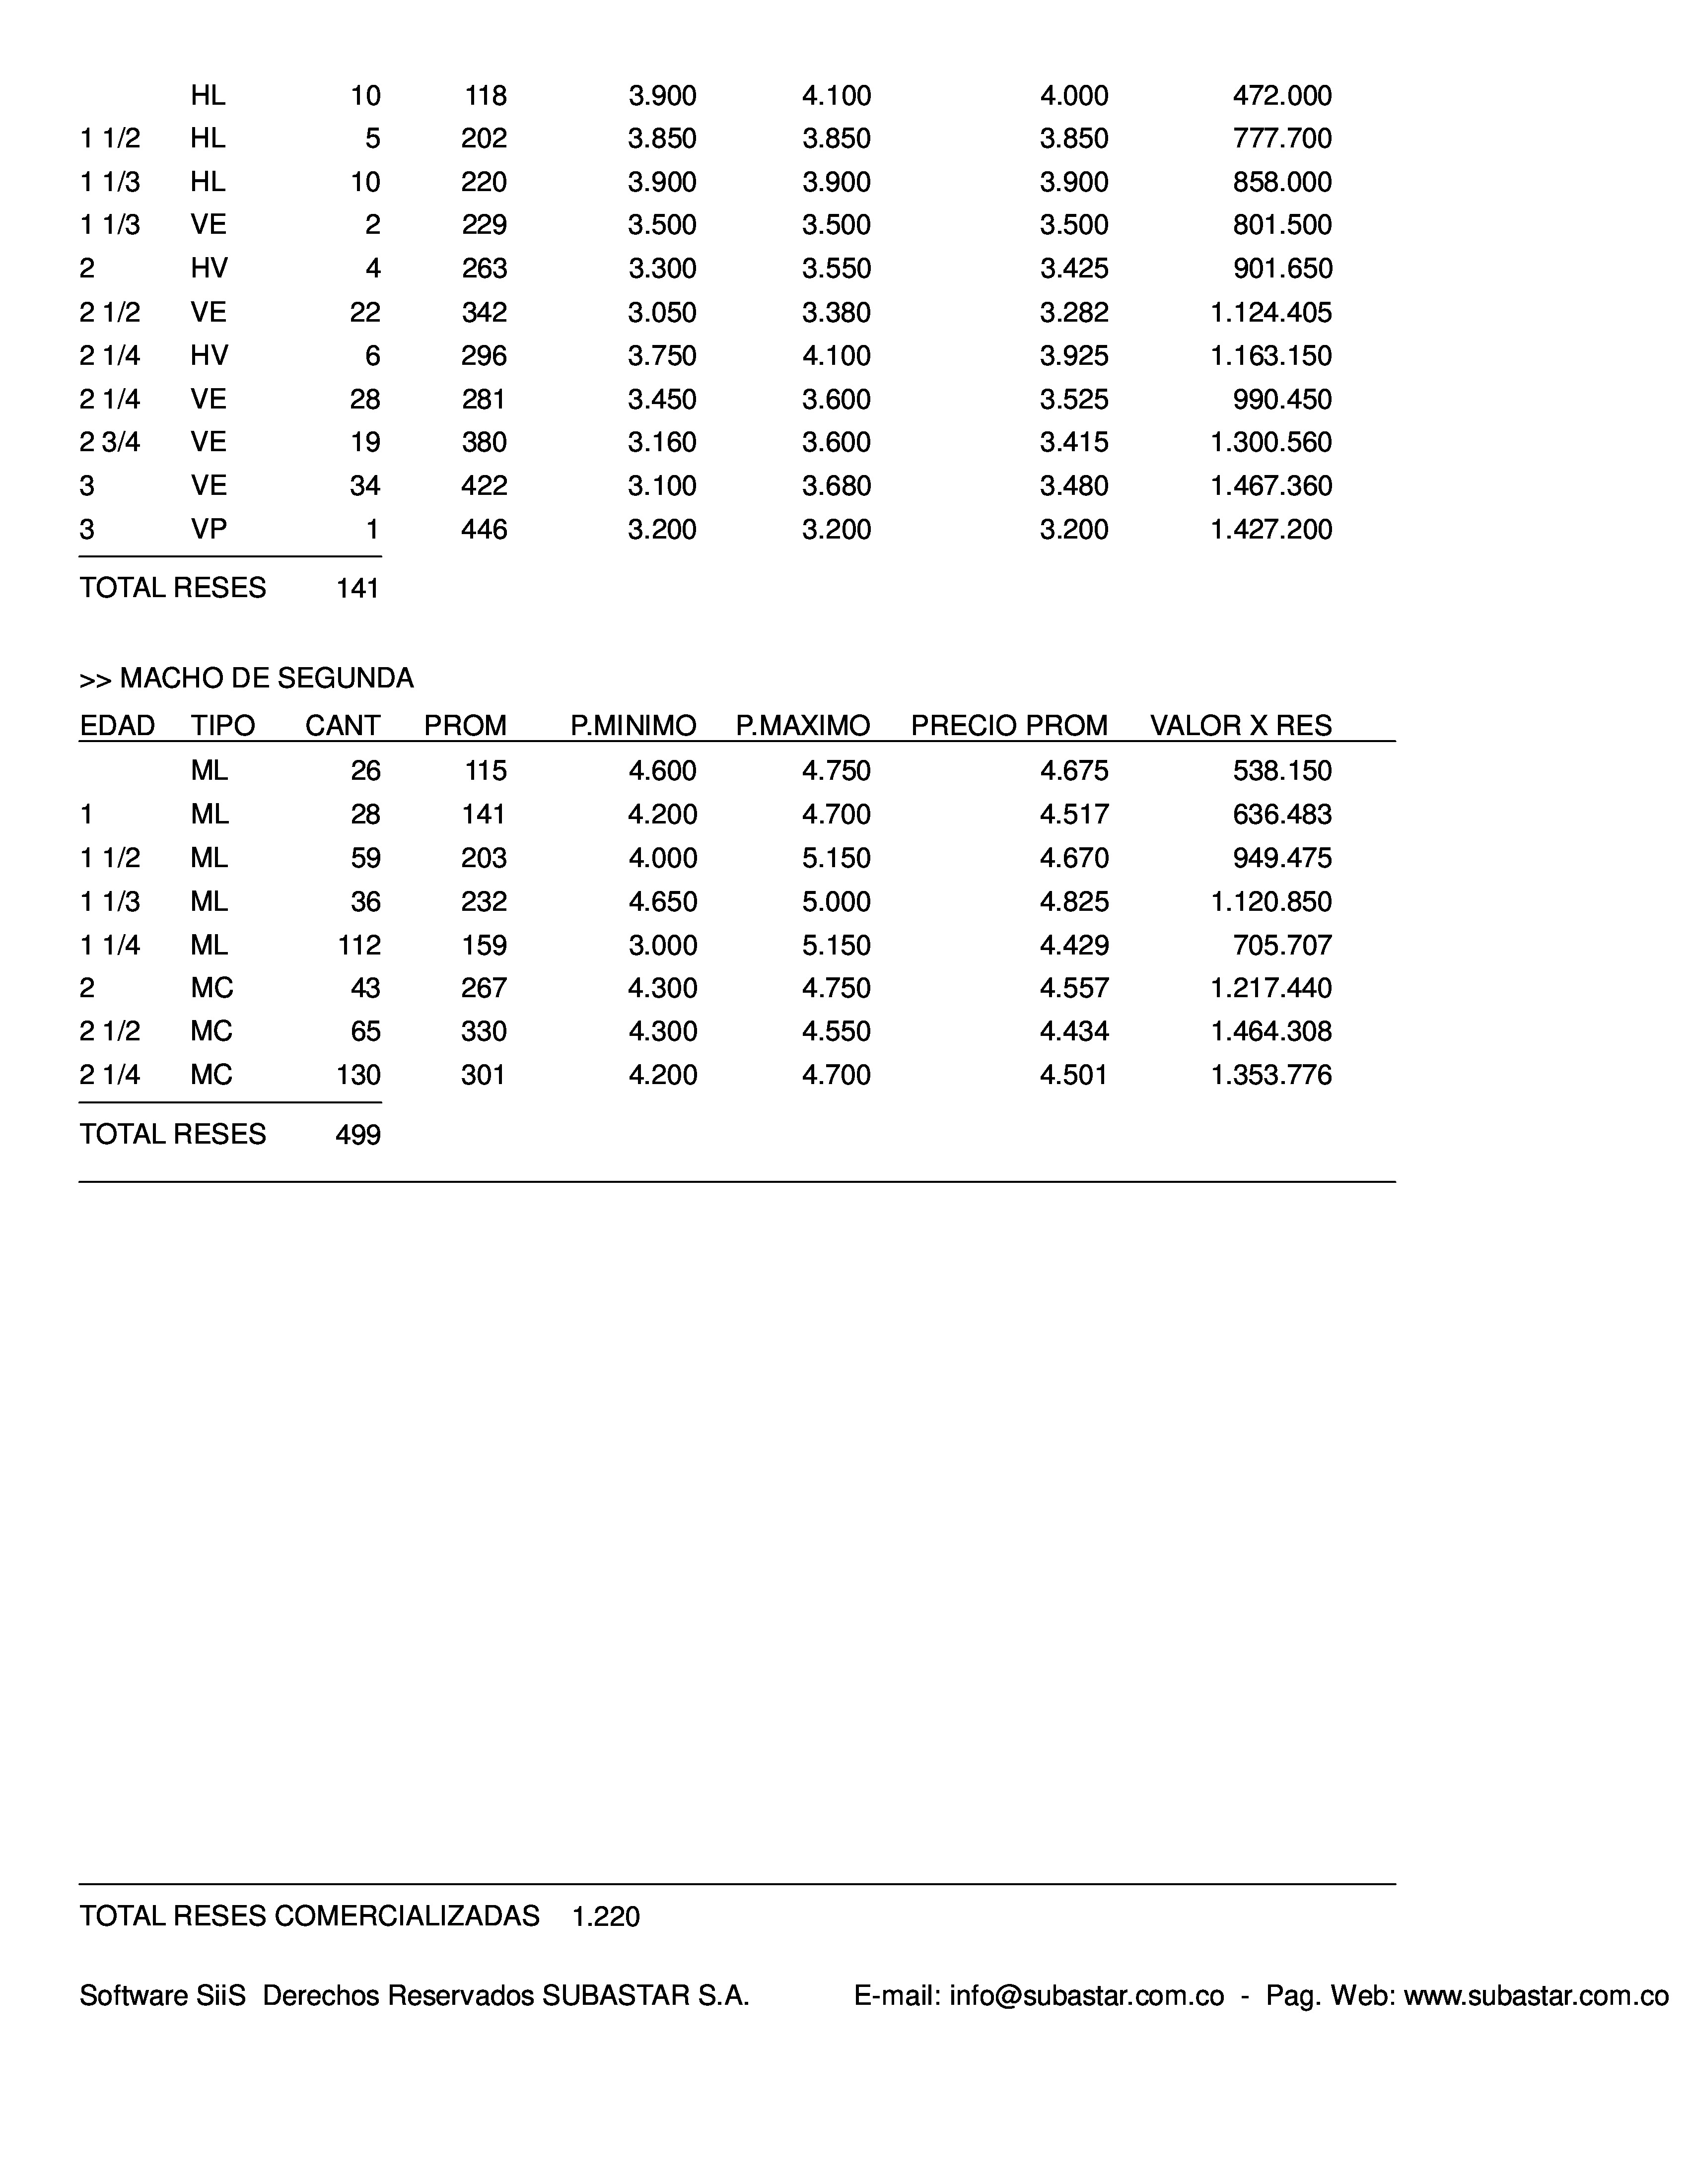 HL 10 118 3.900 4.100 4.000 472.000
1 1/2 HL 5 202 3.850 3.850 3.850 777.700
1 1/3 HL 10 220 3.900 3.900 3.900 858.000
1 1/3 VE 2 229 3.500 3.500 3.500 801.500
2 HV 4 263 3.300 3.550 3.425 901.650
2 1/2 VE 22 342 3.050 3.380 3.282 1.124.405
2 1/4 HV 6 296 3.750 4.100 3.925 1.163.150
2 1/4 VE 28 281 3.450 3.600 3.525 990.450
2 3/4 VE 19 380 3.160 3.600 3.415 1.300.560
3 VE 34 422 3.100 3.680 3.480 1.467.360
3 VP 1 446 3.200 3.200 3.200 1.427.200
TOTAL RESES 141
>> MACHO DE SEGUNDA
EDAD TIPO CANT PROM P.MINIMO P.MAXIMO PRECIO PROM VALOR X RES
ML 26 115 4.600 4.750 4.675 538.150
1 ML 28 141 4.200 4.700 4.517 636.483
1 1/2 ML 59 203 4.000 5.150 4.670 949.475
1 1/3 ML 36 232 4.650 5.000 4.825 1.120.850
1 1/4 ML 112 159 3.000 5.150 4.429 705.707
2 MC 43 267 4.300 4.750 4.557 1.217.440
2 1/2 MC 65 330 4.300 4.550 4.434 1.464.308
2 1/4 MC 130 301 4.200 4.700 4.501 1.353.776
TOTAL RESES 499
TOTAL RESES COMERCIALIZADAS 1.220
Software SiiS Derechos Reservados SUBASTAR S.A. E-mail: info@subastar.com.co - Pag. Web: www.subastar.com.co